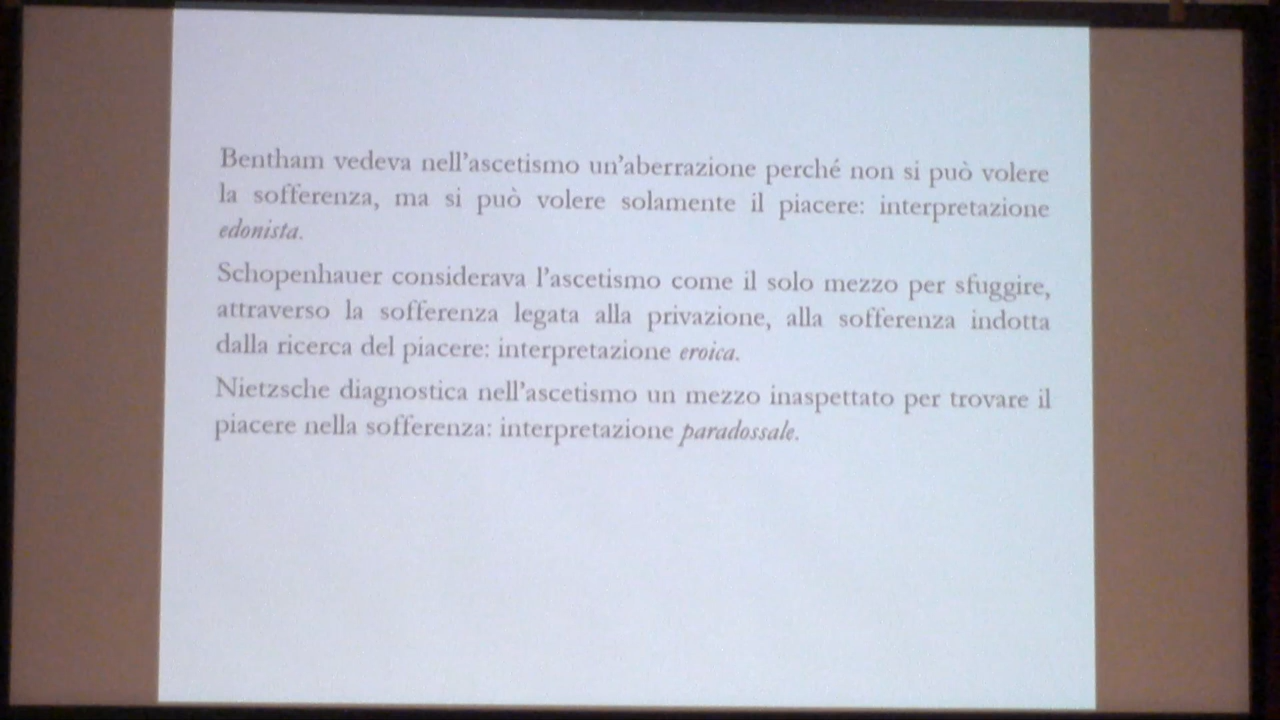 Bentham vedeva nell'ascetismo un'aberrazione perché non si può volere
la sofferenza, ma si può volere solamente il piacere: interpretazione
edonista.
Schopenhauer considerava l'ascetismo come il solo mezzo per sfuggire,
attraverso la sofferenza legata alla privazione, alla sofferenza indotta
dalla ricerca del piacere: interpretazione eroica.
Nietzsche diagnostica nell'ascetismo un mezzo inaspettato per trovare il
piacere nella sofferenza: interpretazione paradossale.